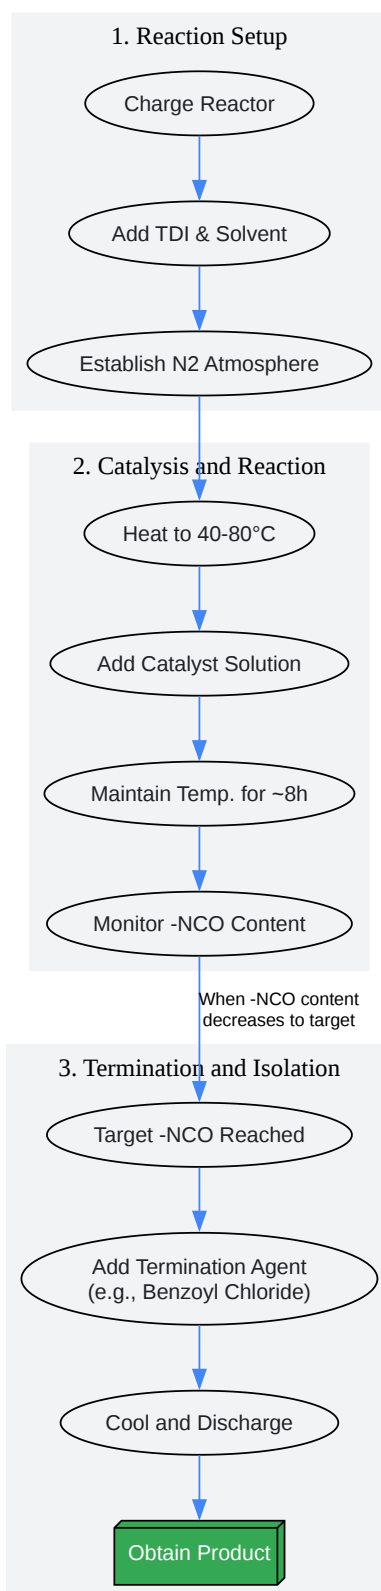 1. Reaction Setup
Charge Reactor
Add TDI & Solvent
Establish N2 Atmosphere
2. Catalysis and Reaction
Heat to 40-80°C
Add Catalyst Solution
Maintain Temp. for ~8h
Monitor -NCO Content
When -NCO content
decreases to target
3. Termination and Isolation
Target -NCO Reached
Add Termination Agent
(e.g., Benzoyl Chloride)
Cool and Discharge
Obtain Product